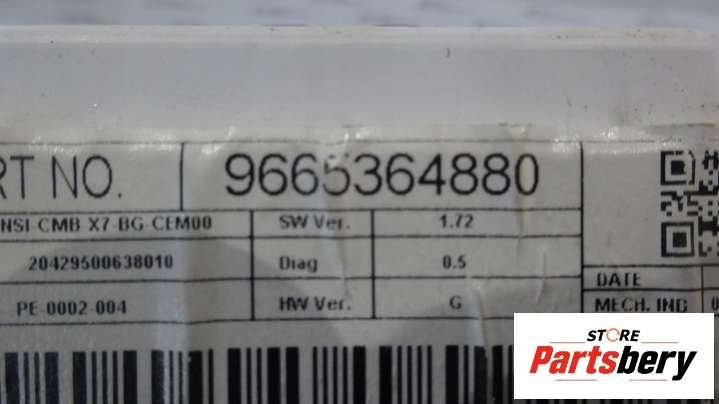 RT NO. 9665364880
NSI-CMB X7-BG-CEM00 SW Ver. 1.72
20429500638010 Diag 0.5
DATE
PE-0002-004 HW Ver. G MECH. IND 0
STORE
Partsbery